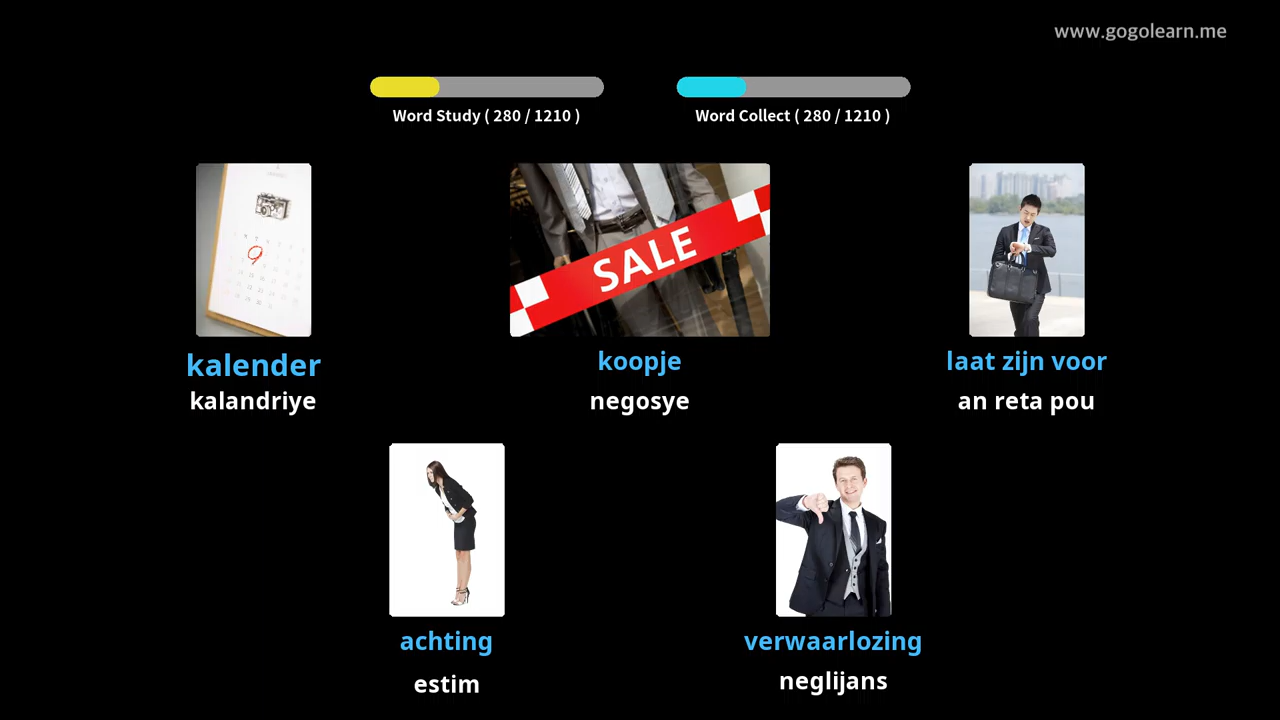 www.gogolearn.me
Word Study ( 280 / 1210 )
Word Collect ( 280 / 1210 )
SALE
kalender
kalandriye
koopje
negosye
laat zijn voor
an reta pou
achting
estim
verwaarlozing
neglijans